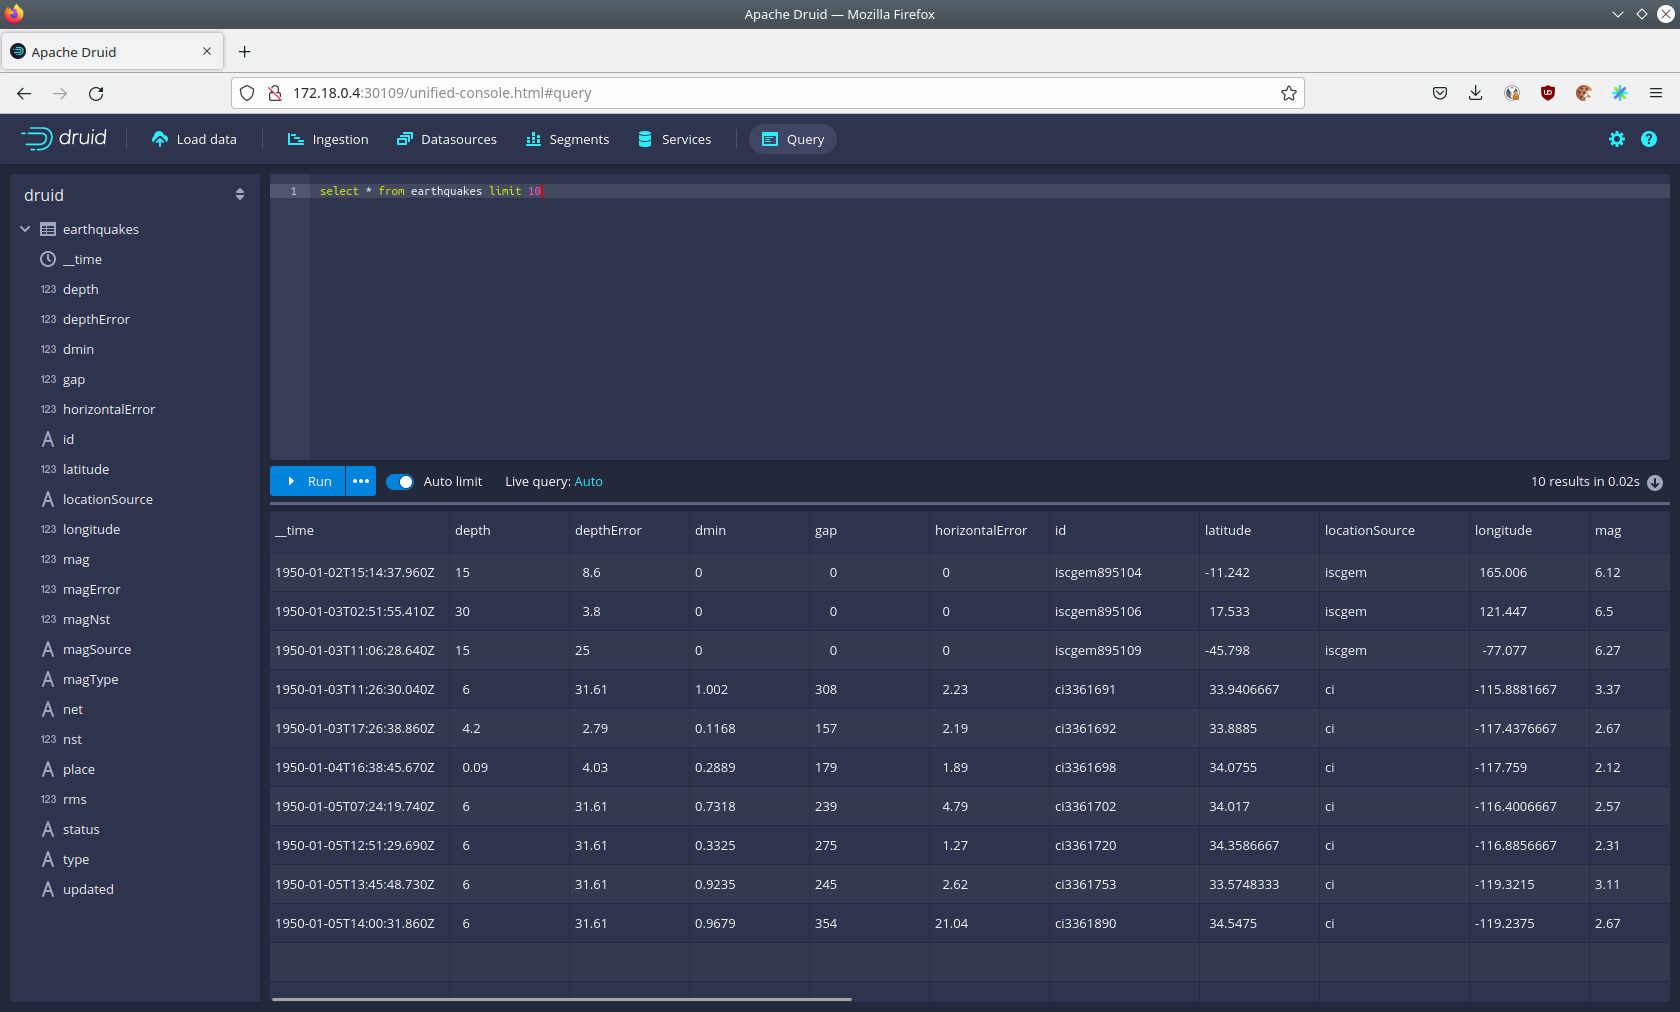 Apache Druid — Mozilla Firefox
Apache Druid
172.18.0.4:30109/unified-console.html#query
druid Load data Ingestion Datasources Segments Services Query
druid
earthquakes
__time
123 depth
123 depthError
123 dmin
123 gap
123 horizontalError
A id
123 latitude
A locationSource
123 longitude
123 mag
123 magError
123 magNst
A magSource
A magType
A net
123 nst
A place
123 rms
A status
A type
A updated
1 select * from earthquakes limit 10
Run ••• Auto limit Live query: Auto 10 results in 0.02s
__time depth depthError dmin gap horizontalError id latitude locationSource longitude mag
1950-01-02T15:14:37.960Z 15 8.6 0 0 0 iscgem895104 -11.242 iscgem 165.006 6.12
1950-01-03T02:51:55.410Z 30 3.8 0 0 0 iscgem895106 17.533 iscgem 121.447 6.5
1950-01-03T11:06:28.640Z 15 25 0 0 0 iscgem895109 -45.798 iscgem -77.077 6.27
1950-01-03T11:26:30.040Z 6 31.61 1.002 308 2.23 ci3361691 33.9406667 ci -115.8881667 3.37
1950-01-03T17:26:38.860Z 4.2 2.79 0.1168 157 2.19 ci3361692 33.8885 ci -117.4376667 2.67
1950-01-04T16:38:45.670Z 0.09 4.03 0.2889 179 1.89 ci3361698 34.0755 ci -117.759 2.12
1950-01-05T07:24:19.740Z 6 31.61 0.7318 239 4.79 ci3361702 34.017 ci -116.4006667 2.57
1950-01-05T12:51:29.690Z 6 31.61 0.3325 275 1.27 ci3361720 34.3586667 ci -116.8856667 2.31
1950-01-05T13:45:48.730Z 6 31.61 0.9235 245 2.62 ci3361753 33.5748333 ci -119.3215 3.11
1950-01-05T14:00:31.860Z 6 31.61 0.9679 354 21.04 ci3361890 34.5475 ci -119.2375 2.67